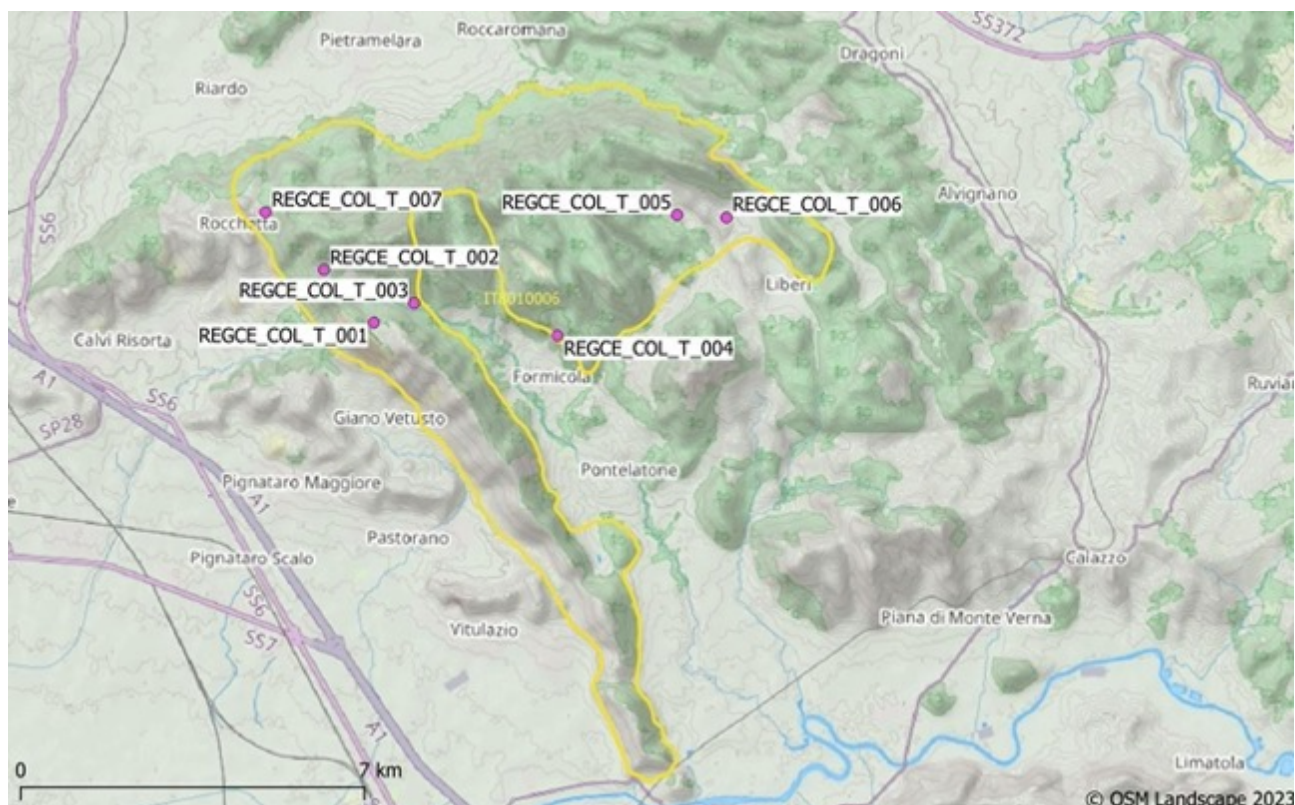 Roccaromana
Pietramelara
SS372
Dragoni
Riardo
SS6
REGCE_COL_T_007
REGCE_COL_T_005
REGCE_COL_T_006
Alvignano
Rocchetta
REGCE_COL_T_002
REGCE_COL_T_003
IT8010006
Liberi
REGCE_COL_T_001
Calvi Risorta
REGCE_COL_T_004
A1
SS6
Formicola
SP28
Giano Vetusto
Pontelatone
Pignataro Maggiore
A1
Pastorano
Pignataro Scalo
Caiazzo
SS6
SS7
Vitulazio
Piana di Monte Verna
A1
Limatola
0
7 km
© OSM Landscape 2023